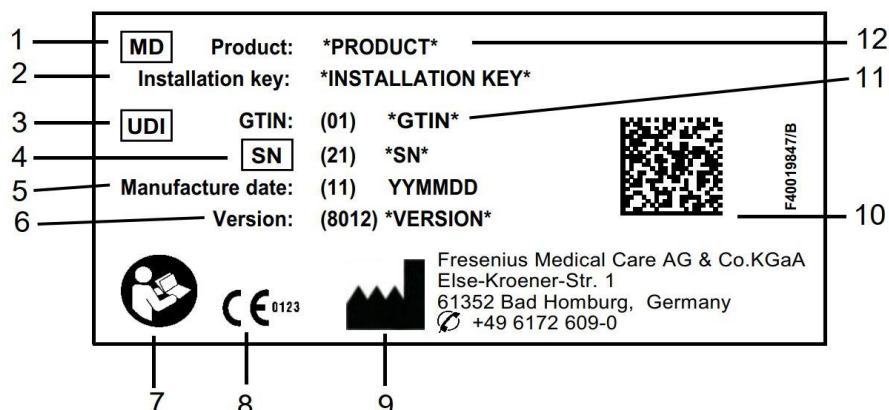 1 MD Product: *PRODUCT* 12
2 Installation key: *INSTALLATION KEY* 11
3 UDI GTIN: (01) *GTIN*
4 SN (21) *SN*
5 Manufacture date: (11) YYMMDD
6 Version: (8012) *VERSION* 10
F40019847/B
CE 0123
Fresenius Medical Care AG & Co.KGaA
Else-Kroener-Str. 1
61352 Bad Homburg, Germany
+49 6172 609-0
7 8 9